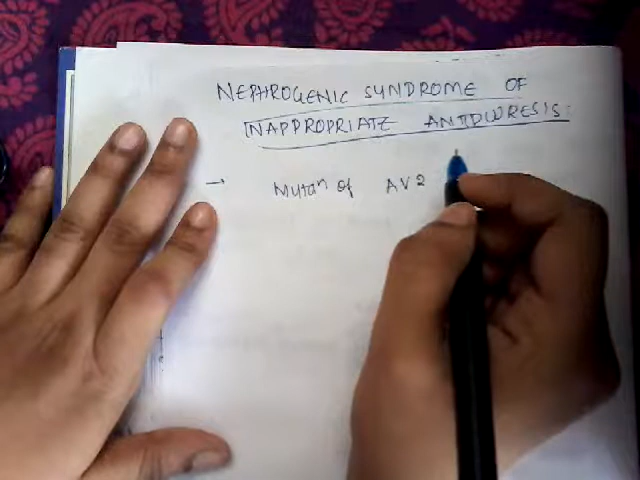 NEPHROGENIC SYNDROME OF
INAPPROPRIATE ANTIDIURESIS:
→ Mutan of AV2